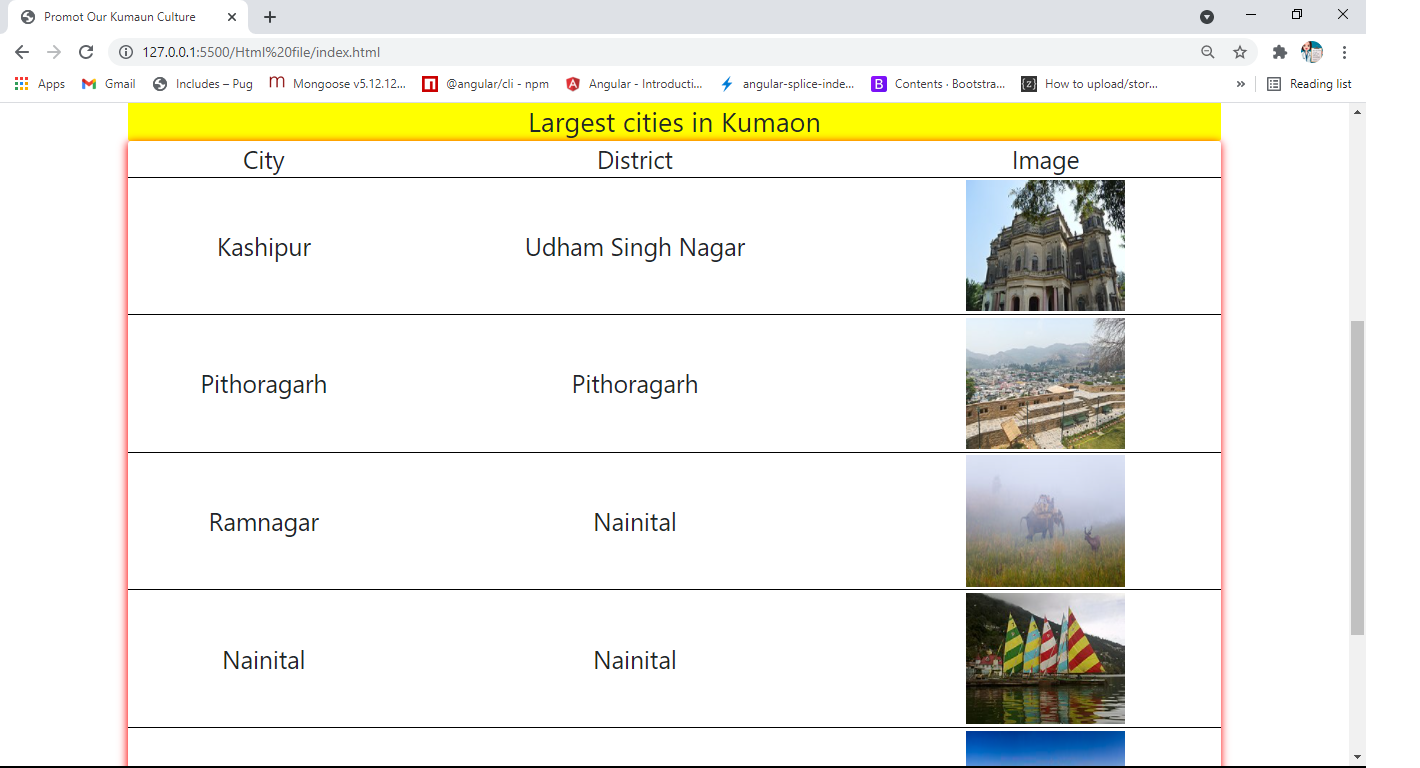 Promot Our Kumaun Culture
127.0.0.1:5500/Html%20file/index.html
Apps Gmail Includes – Pug Mongoose v5.12.12... @angular/cli - npm Angular - Introducti... angular-splice-inde... Contents · Bootstra... {z} How to upload/stor... » Reading list
Largest cities in Kumaon
City District Image
Kashipur Udham Singh Nagar
Pithoragarh Pithoragarh
Ramnagar Nainital
Nainital Nainital